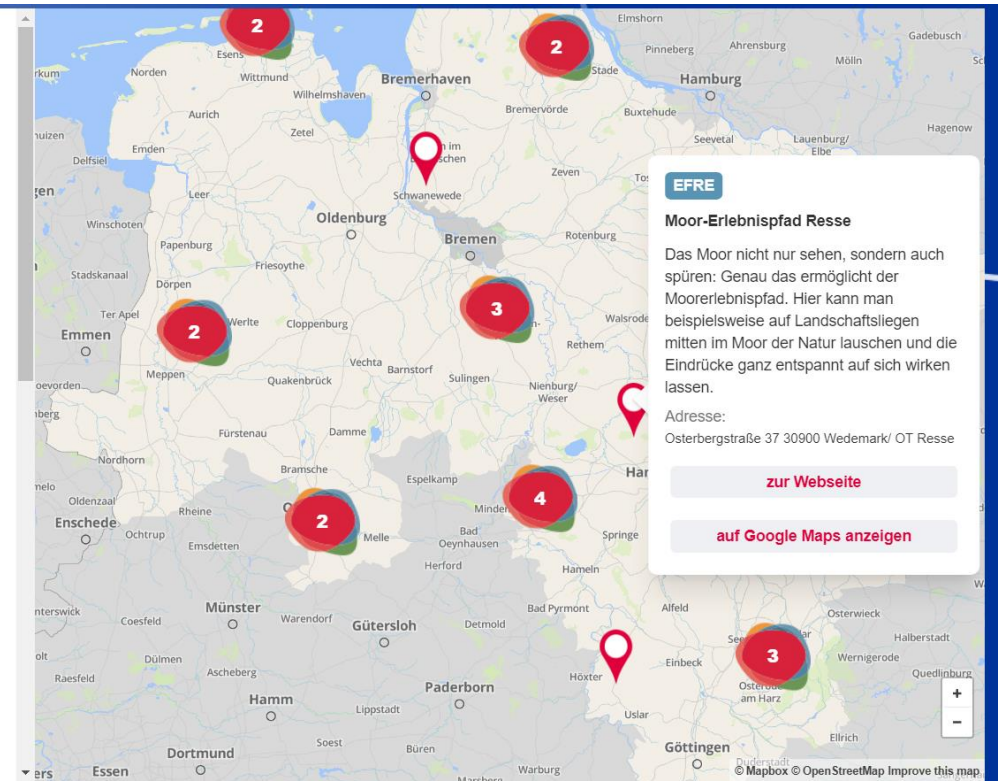 2
2
Elmshorn
Gadebusch
Pinneberg
Ahrensburg
Mölln
Esens
Norden
Wittmund
Wilhelmshaven
Bremerhaven
Stade
Hamburg
Aurich
Bremervörde
Buxtehude
Zetel
Hagenow
Emden
Delfsiel
Seevetal
Lauenburg/
Elbe
Zeven
Leer
Schwanewede
Winschoten
Oldenburg
Bremen
Rotenburg
Papenburg
Friesoythe
Stadskanaal
Dörpen
Ter Apel
Emmen
2
Werlte
Cloppenburg
3
Walsrode
Rethem
Meppen
Vechta
Barnstorf
Quakenbrück
Sulingen
Nienburg/
Weser
Fürstenau
Damme
Nordhorn
Bramsche
Espelkamp
Oldenzaal
Rheine
Enschede
Ochtrup
2
Melle
4
Emsdetten
Bad
Oeynhausen
Springe
Herford
Hameln
EFRE
Moor-Erlebnispfad Resse
Das Moor nicht nur sehen, sondern auch
spüren: Genau das ermöglicht der
Moorerlebnispfad. Hier kann man
beispielsweise auf Landschaftsliegen
mitten im Moor der Natur lauschen und die
Eindrücke ganz entspannt auf sich wirken
lassen.
Adresse:
Osterbergstraße 37 30900 Wedemark/ OT Resse
zur Webseite
auf Google Maps anzeigen
Münster
Coesfeld
Warendorf
Gütersloh
Detmold
Bad Pyrmont
Alfeld
Osterwieck
Halberstadt
Dülmen
Höxter
Einbeck
3
Wernigerode
Raesfeld
Ascheberg
Quedlinburg
Hamm
Lippstadt
Paderborn
am Harz
Uslar
+
−
Soest
Büren
Göttingen
Ellrich
Dortmund
Essen
Warburg
Duderstadt
Marsberg
© Mapbox © OpenStreetMap Improve this map